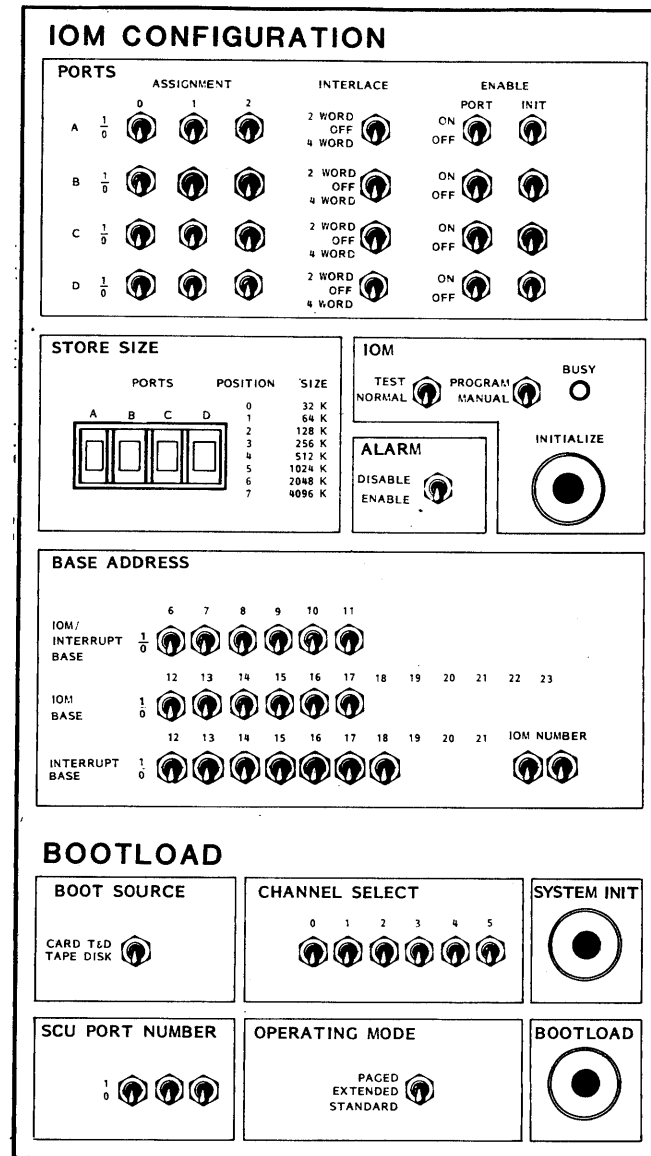 IOM CONFIGURATION
PORTS
ASSIGNMENT INTERLACE ENABLE
0 1 2 PORT INIT
A 1/0 2 WORD OFF 4 WORD ON OFF
B 1/0 2 WORD OFF 4 WORD ON OFF
C 1/0 2 WORD OFF 4 WORD ON OFF
D 1/0 2 WORD OFF 4 WORD ON OFF
STORE SIZE
PORTS POSITION SIZE
A B C D
0 32 K
1 64 K
2 128 K
3 256 K
4 512 K
5 1024 K
6 2048 K
7 4096 K
IOM
TEST
NORMAL
PROGRAM
MANUAL
BUSY
INITIALIZE
ALARM
DISABLE
ENABLE
BASE ADDRESS
6 7 8 9 10 11
IOM/
INTERRUPT
BASE
1/0
12 13 14 15 16 17 18 19 20 21 22 23
IOM
BASE
1/0
12 13 14 15 16 17 18 19 20 21 IOM NUMBER
INTERRUPT
BASE
1/0
BOOTLOAD
BOOT SOURCE
CARD T&D
TAPE DISK
CHANNEL SELECT
0 1 2 3 4 5
SYSTEM INIT
SCU PORT NUMBER
1
0
OPERATING MODE
PAGED
EXTENDED
STANDARD
BOOTLOAD